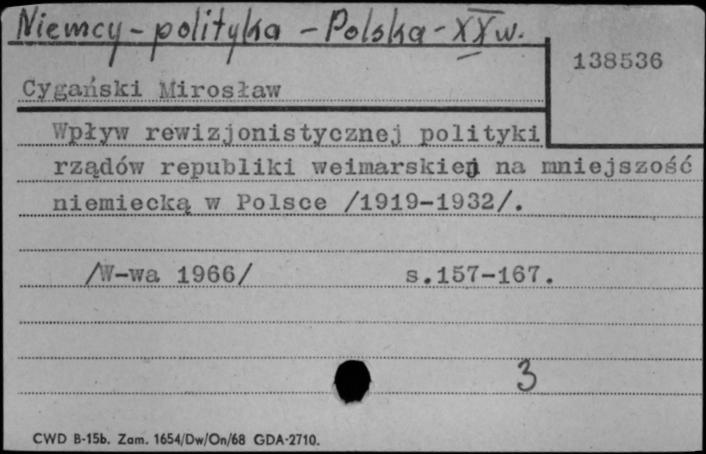 Niemcy - polityka - Polska - XX w.
138536
Cygański Mirosław
Wpływ rewizjonistycznej polityki
rządów republiki weimarskiej na mniejszość
niemiecką w Polsce /1919-1932/.
/W-wa 1966/ s.157-167.
3
CWD B-15b. Zam. 1654/Dw/On/68 GDA-2710.